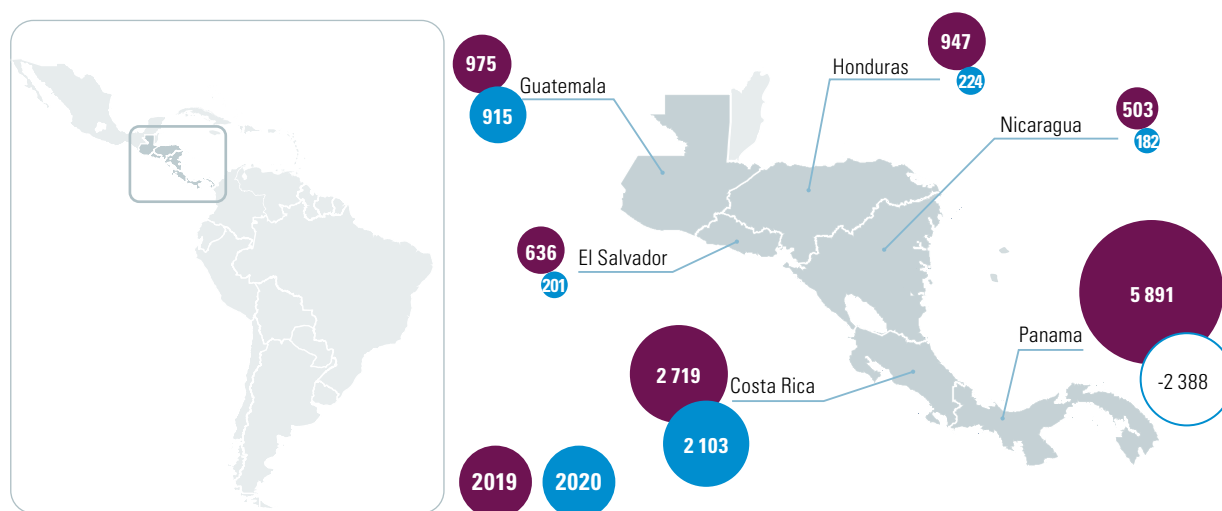 975
Guatemala
915
Honduras
947
224
Nicaragua
503
182
636
El Salvador
201
5 891
Panama
-2 388
2 719
Costa Rica
2 103
2019
2020